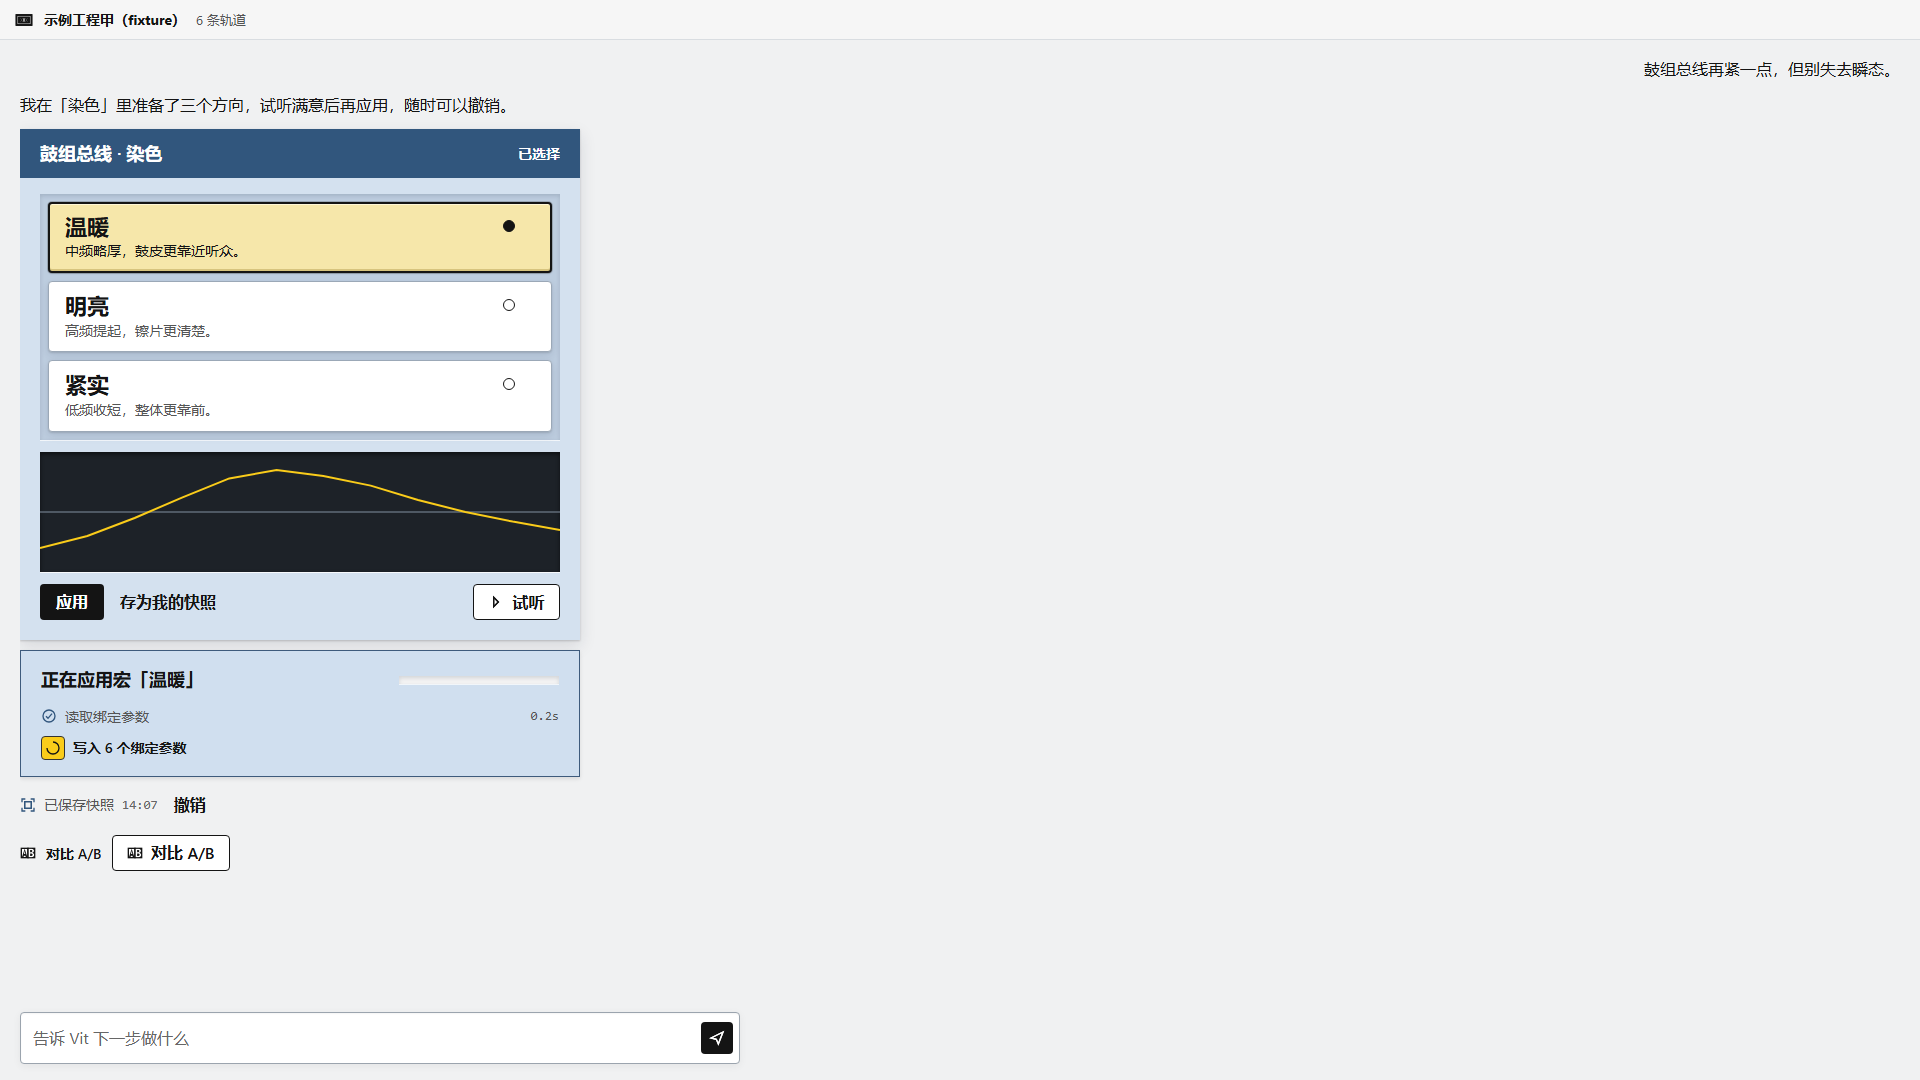 示例工程甲（fixture） 6 条轨道
鼓组总线再紧一点，但别失去瞬态。
我在「染色」里准备了三个方向，试听满意后再应用，随时可以撤销。
鼓组总线 · 染色 已选择
温暖
中频略厚，鼓皮更靠近听众。
明亮
高频提起，镲片更清楚。
紧实
低频收短，整体更靠前。
应用 存为我的快照 试听
正在应用宏「温暖」
读取绑定参数 0.2s
写入 6 个绑定参数
已保存快照 14:07 撤销
对比 A/B 对比 A/B
告诉 Vit 下一步做什么